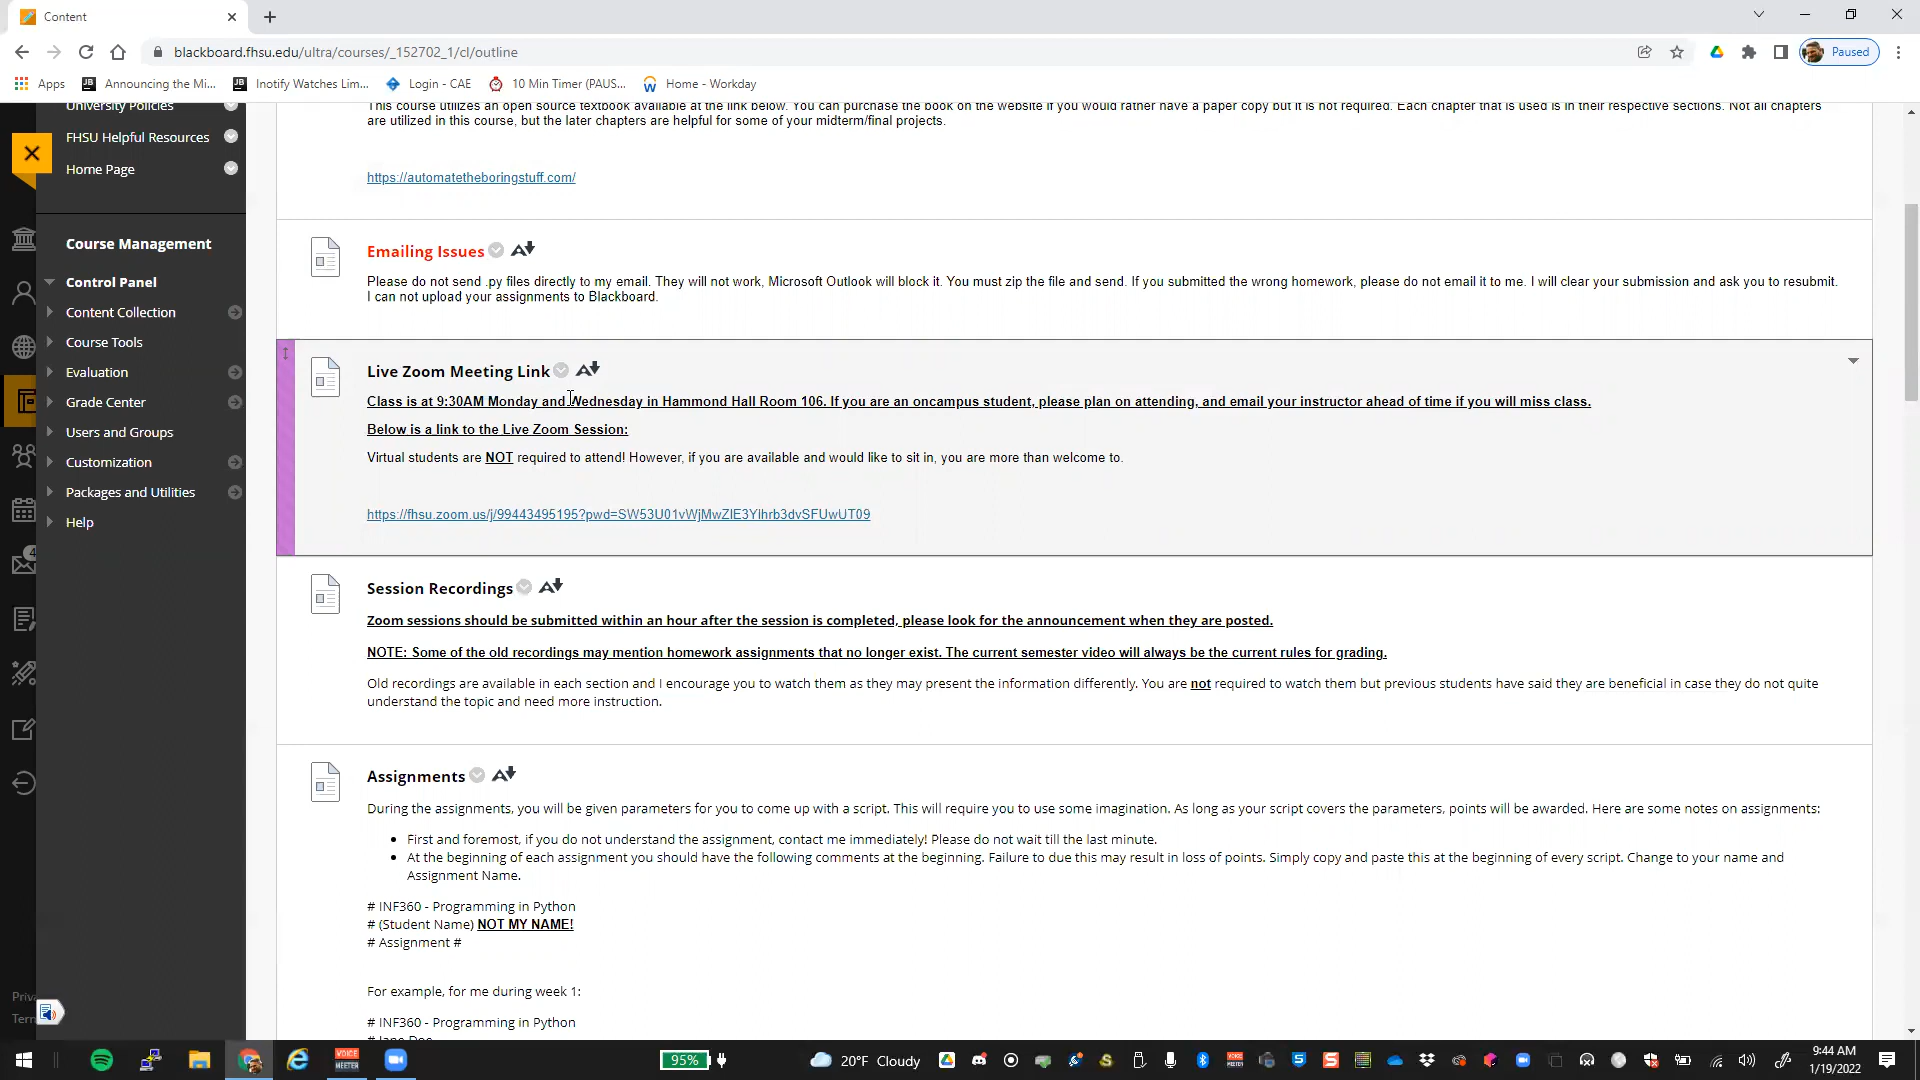 Content
blackboard.fhsu.edu/ultra/courses/_152702_1/cl/outline
Paused
Apps
Announcing the Mi...
Inotify Watches Lim...
Login - CAE
10 Min Timer (PAUS...
Home - Workday
University Policies
FHSU Helpful Resources
Home Page
Course Management
Control Panel
Content Collection
Course Tools
Evaluation
Grade Center
Users and Groups
Customization
Packages and Utilities
Help
4
This course utilizes an open source textbook available at the link below. You can purchase the book on the website if you would rather have a paper copy but it is not required. Each chapter that is used is in their respective sections. Not all chapters
are utilized in this course, but the later chapters are helpful for some of your midterm/final projects.
https://automatetheboringstuff.com/
Emailing Issues
Please do not send .py files directly to my email. They will not work, Microsoft Outlook will block it. You must zip the file and send. If you submitted the wrong homework, please do not email it to me. I will clear your submission and ask you to resubmit.
I can not upload your assignments to Blackboard.
Live Zoom Meeting Link
Class is at 9:30AM Monday and Wednesday in Hammond Hall Room 106. If you are an oncampus student, please plan on attending, and email your instructor ahead of time if you will miss class.
Below is a link to the Live Zoom Session:
Virtual students are NOT required to attend! However, if you are available and would like to sit in, you are more than welcome to.
https://fhsu.zoom.us/j/99443495195?pwd=SW53U01vWjMwZlE3Ylhrb3dvSFUwUT09
Session Recordings
Zoom sessions should be submitted within an hour after the session is completed, please look for the announcement when they are posted.
NOTE: Some of the old recordings may mention homework assignments that no longer exist. The current semester video will always be the current rules for grading.
Old recordings are available in each section and I encourage you to watch them as they may present the information differently. You are not required to watch them but previous students have said they are beneficial in case they do not quite
understand the topic and need more instruction.
Assignments
During the assignments, you will be given parameters for you to come up with a script. This will require you to use some imagination. As long as your script covers the parameters, points will be awarded. Here are some notes on assignments:
First and foremost, if you do not understand the assignment, contact me immediately! Please do not wait till the last minute.
At the beginning of each assignment you should have the following comments at the beginning. Failure to due this may result in loss of points. Simply copy and paste this at the beginning of every script. Change to your name and
Assignment Name.
# INF360 - Programming in Python
# (Student Name) NOT MY NAME!
# Assignment #
For example, for me during week 1:
# INF360 - Programming in Python
# Jane Doe
Priv
Tern
VOICE MEETER
95%
20°F Cloudy
9:44 AM
1/19/2022